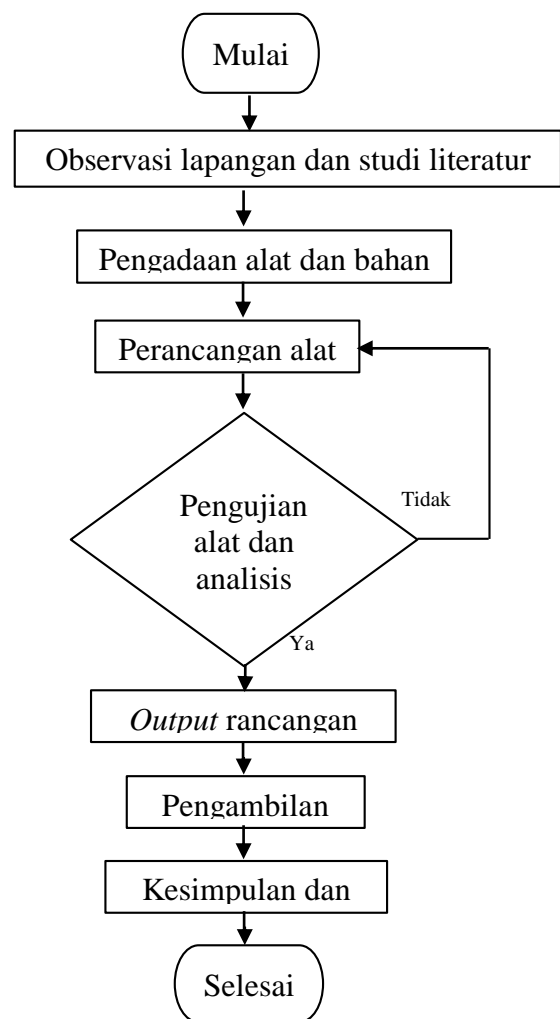 Mulai
Observasi lapangan dan studi literatur
Pengadaan alat dan bahan
Perancangan alat
Pengujian
alat dan
analisis
Tidak
Ya
Output rancangan
Pengambilan
Kesimpulan dan
Selesai